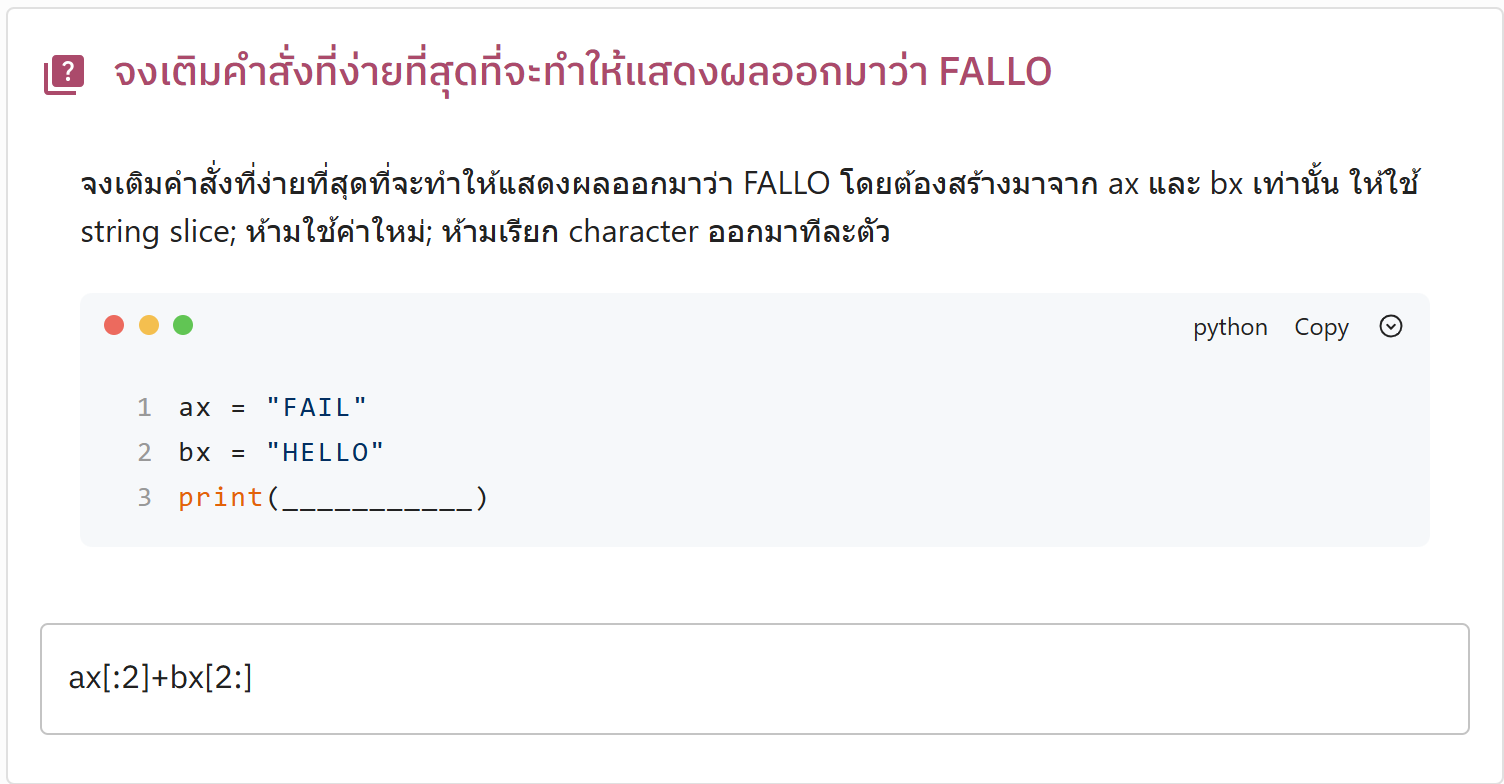 จงเติมคำสั่งที่ง่ายที่สุดที่จะทำให้แสดงผลออกมาว่า FALLO
จงเติมคำสั่งที่ง่ายที่สุดที่จะทำให้แสดงผลออกมาว่า FALLO โดยต้องสร้างมาจาก ax และ bx เท่านั้น ให้ใช้
string slice; ห้ามใช้ค่าใหม่; ห้ามเรียก character ออกมาทีละตัว
python Copy
1 ax = "FAIL"
2 bx = "HELLO"
3 print(___________)
ax[:2]+bx[2:]